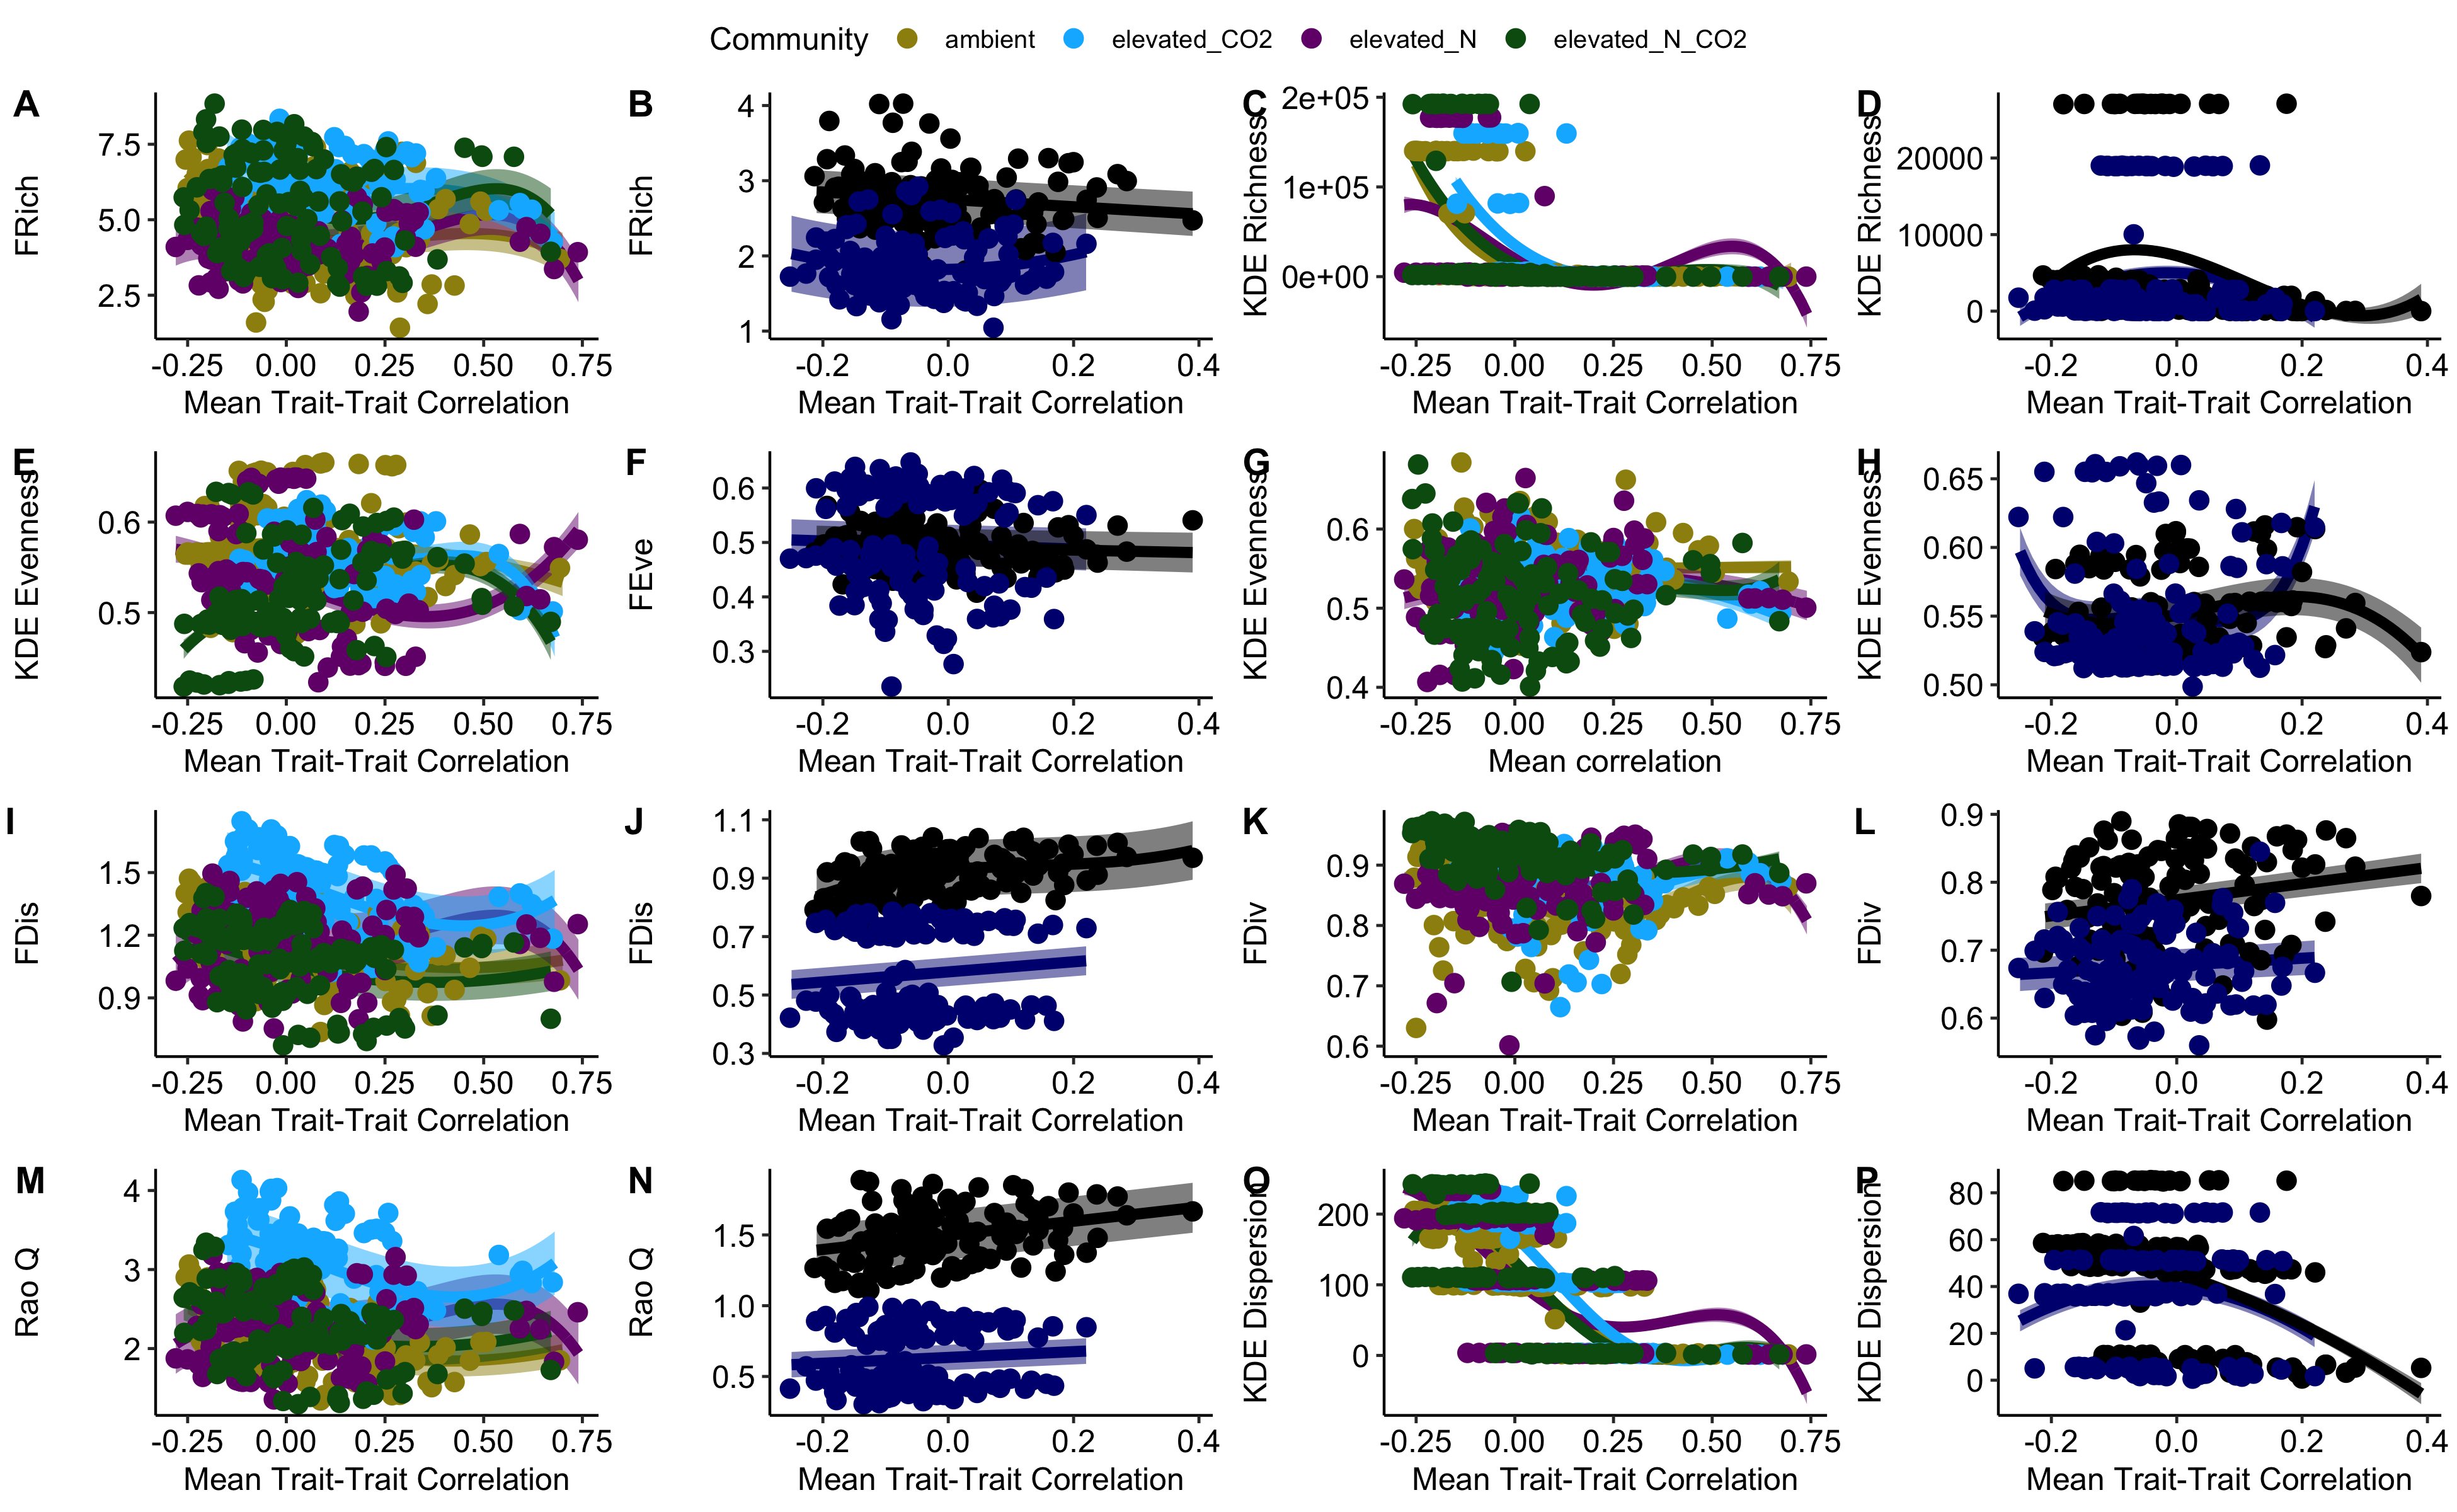 Community ambient elevated_CO2 elevated_N elevated_N_CO2
A B C D
FRich 7.5 5.0 2.5
-0.25 0.00 0.25 0.50 0.75
Mean Trait-Trait Correlation
FRich 4 3 2 1
-0.2 0.0 0.2 0.4
Mean Trait-Trait Correlation
KDE Richness 2e+05 1e+05 0e+00
-0.25 0.00 0.25 0.50 0.75
Mean Trait-Trait Correlation
KDE Richness 20000 10000 0
-0.2 0.0 0.2 0.4
Mean Trait-Trait Correlation
E F G H
KDE Evenness 0.6 0.5
-0.25 0.00 0.25 0.50 0.75
Mean Trait-Trait Correlation
FEve 0.6 0.5 0.4 0.3
-0.2 0.0 0.2 0.4
Mean Trait-Trait Correlation
KDE Evenness 0.6 0.5 0.4
-0.25 0.00 0.25 0.50 0.75
Mean correlation
KDE Evenness 0.65 0.60 0.55 0.50
-0.2 0.0 0.2 0.4
Mean Trait-Trait Correlation
I J K L
FDis 1.5 1.2 0.9
-0.25 0.00 0.25 0.50 0.75
Mean Trait-Trait Correlation
FDis 1.1 0.9 0.7 0.5 0.3
-0.2 0.0 0.2 0.4
Mean Trait-Trait Correlation
FDiv 0.9 0.8 0.7 0.6
-0.25 0.00 0.25 0.50 0.75
Mean Trait-Trait Correlation
FDiv 0.9 0.8 0.7 0.6
-0.2 0.0 0.2 0.4
Mean Trait-Trait Correlation
M N O P
Rao Q 4 3 2
-0.25 0.00 0.25 0.50 0.75
Mean Trait-Trait Correlation
Rao Q 1.5 1.0 0.5
-0.2 0.0 0.2 0.4
Mean Trait-Trait Correlation
KDE Dispersion 200 100 0
-0.25 0.00 0.25 0.50 0.75
Mean Trait-Trait Correlation
KDE Dispersion 80 60 40 20 0
-0.2 0.0 0.2 0.4
Mean Trait-Trait Correlation